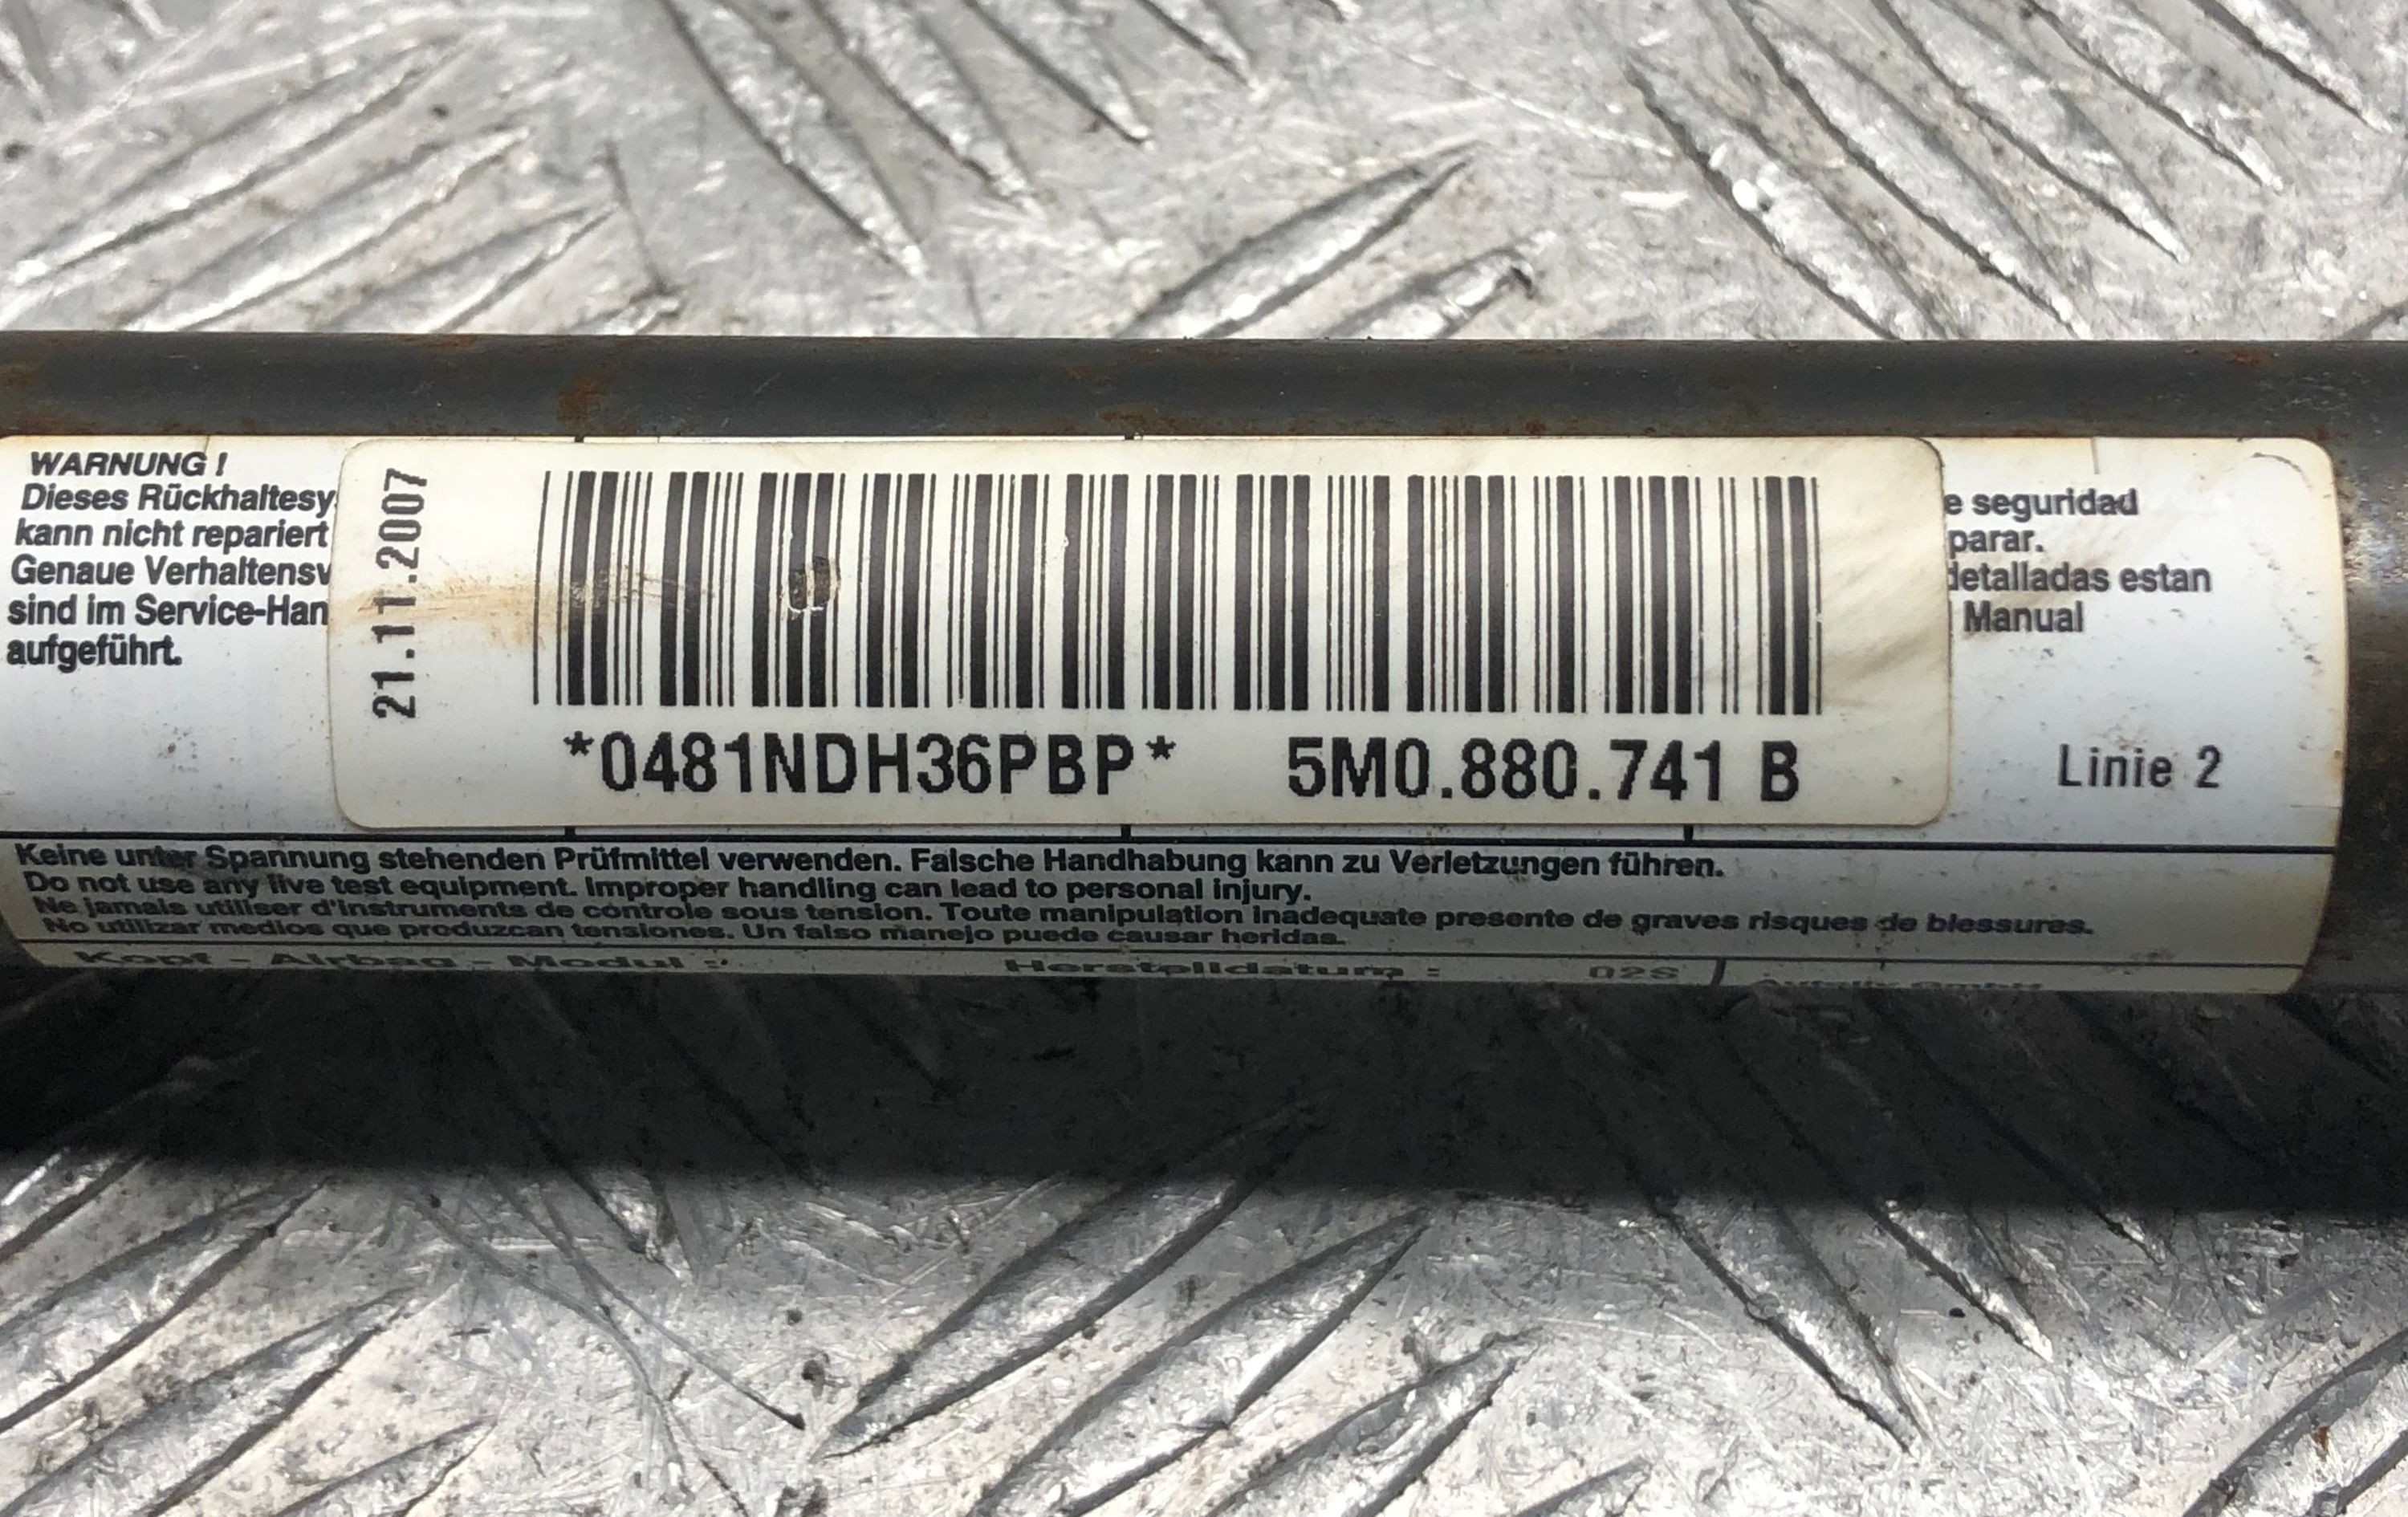 WARNUNG !
Dieses Rückhaltesy
kann nicht repariert
Genaue Verhaltensv
sind im Service-Han
aufgeführt.
21.11.2007
*0481NDH36PBP* 5M0.880.741 B
e seguridad
parar.
detalladas estan
Manual
Linie 2
Keine unter Spannung stehenden Prüfmittel verwenden. Falsche Handhabung kann zu Verletzungen führen.
Do not use any live test equipment. Improper handling can lead to personal injury.
Ne jamais utiliser d'instruments de controle sous tension. Toute manipulation inadequate presente de graves risques de blessures.
No utilizar medios que produzcan tensiones. Un falso manejo puede causar heridas.
Kopf - Airbag - Modul : Herstelldatum :